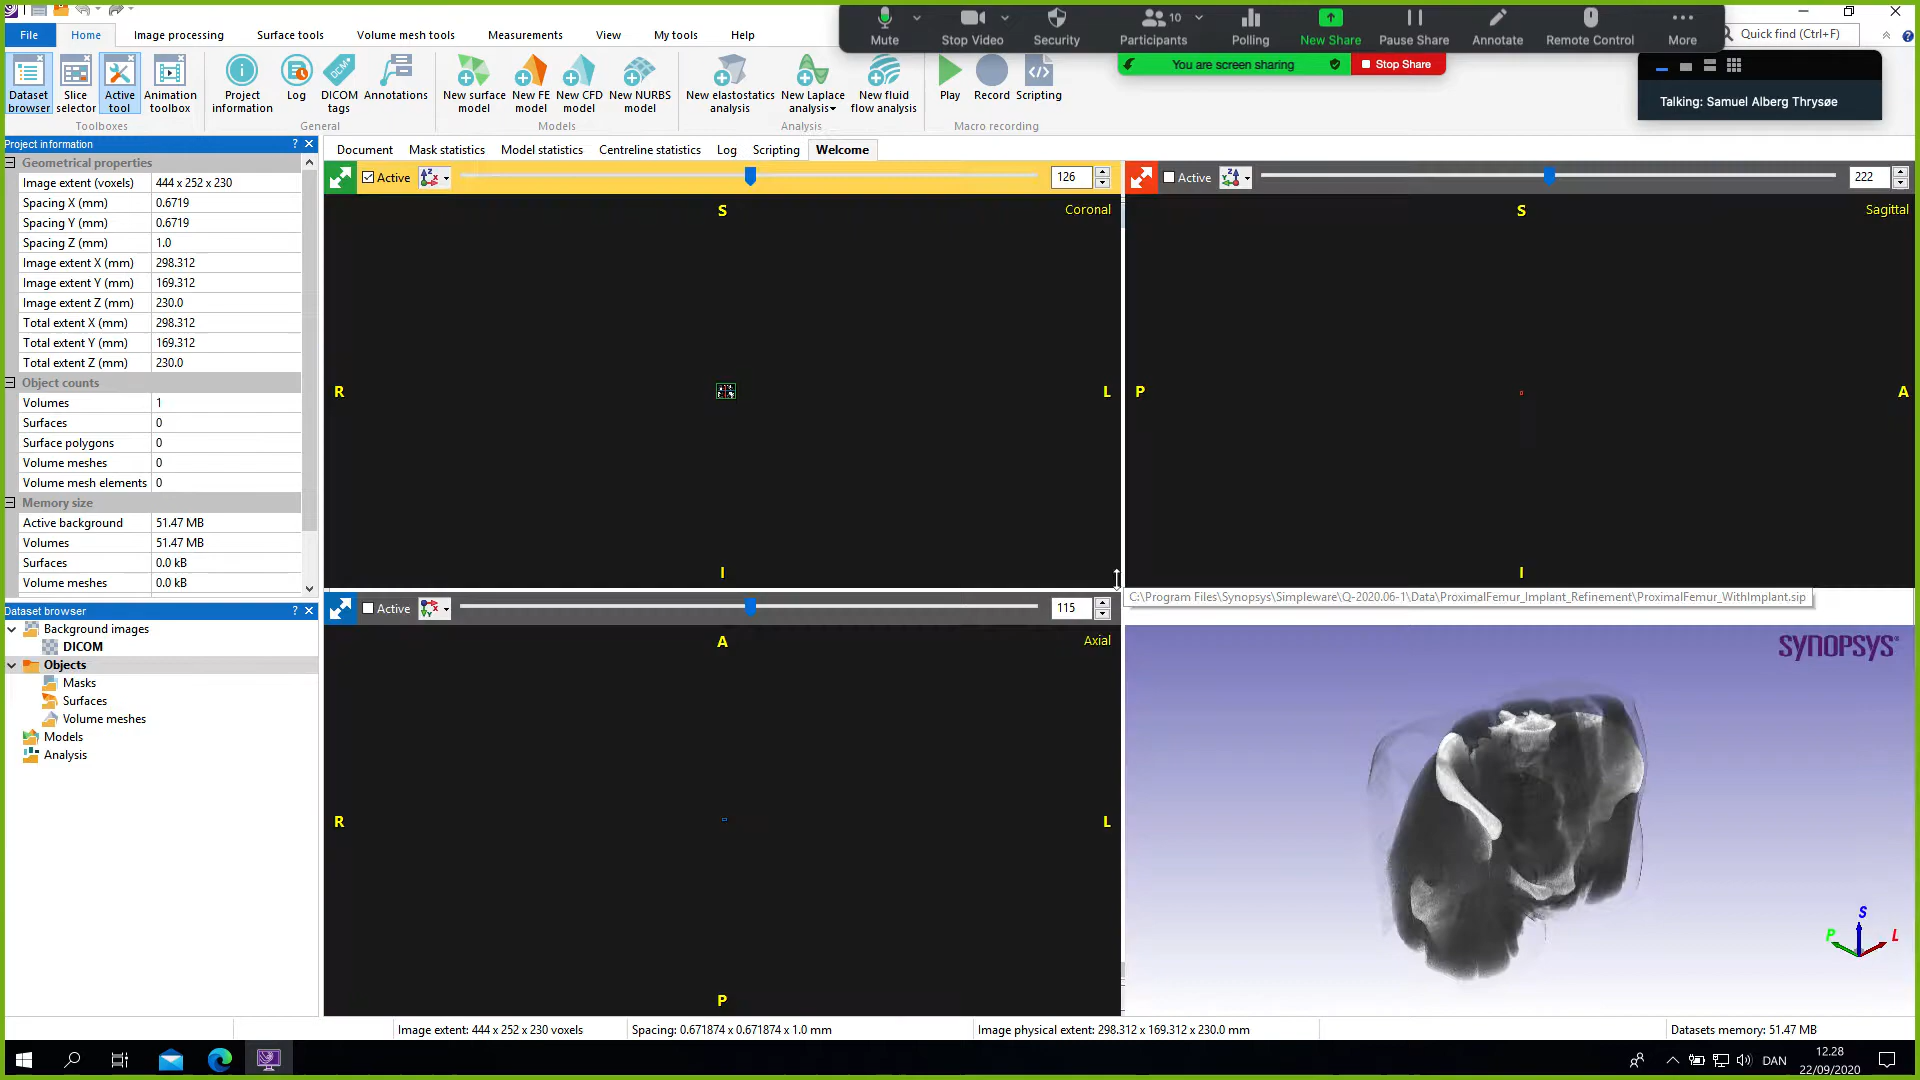 Mute
Stop Video
Security
10
Participants
Polling
New Share
Pause Share
Annotate
Remote Control
More
Quick find (Ctrl+F)
You are screen sharing
Stop Share
Talking: Samuel Alberg Thrysøe
File
Home
Image processing
Surface tools
Volume mesh tools
Measurements
View
My tools
Help
Dataset browser
Slice selector
Active tool
Animation toolbox
Toolboxes
Project information
Log
DICOM tags
Annotations
General
New surface model
New FE model
New CFD model
New NURBS model
Models
New elastostatics analysis
New Laplace analysis
New fluid flow analysis
Analysis
Play
Record
Scripting
Macro recording
Project information
Geometrical properties
Image extent (voxels) 444 x 252 x 230
Spacing X (mm) 0.6719
Spacing Y (mm) 0.6719
Spacing Z (mm) 1.0
Image extent X (mm) 298.312
Image extent Y (mm) 169.312
Image extent Z (mm) 230.0
Total extent X (mm) 298.312
Total extent Y (mm) 169.312
Total extent Z (mm) 230.0
Object counts
Volumes 1
Surfaces 0
Surface polygons 0
Volume meshes 0
Volume mesh elements 0
Memory size
Active background 51.47 MB
Volumes 51.47 MB
Surfaces 0.0 kB
Volume meshes 0.0 kB
Dataset browser
Background images
DICOM
Objects
Masks
Surfaces
Volume meshes
Models
Analysis
Document
Mask statistics
Model statistics
Centreline statistics
Log
Scripting
Welcome
Active
126
S
Coronal
R
L
I
Active
222
S
Sagittal
P
A
I
C:\Program Files\Synopsys\Simpleware\Q-2020.06-1\Data\ProximalFemur_Implant_Refinement\ProximalFemur_WithImplant.sip
Active
115
A
Axial
R
L
P
SYNOPSYS
S
P
L
Image extent: 444 x 252 x 230 voxels
Spacing: 0.671874 x 0.671874 x 1.0 mm
Image physical extent: 298.312 x 169.312 x 230.0 mm
Datasets memory: 51.47 MB
DAN
12.28
22/09/2020